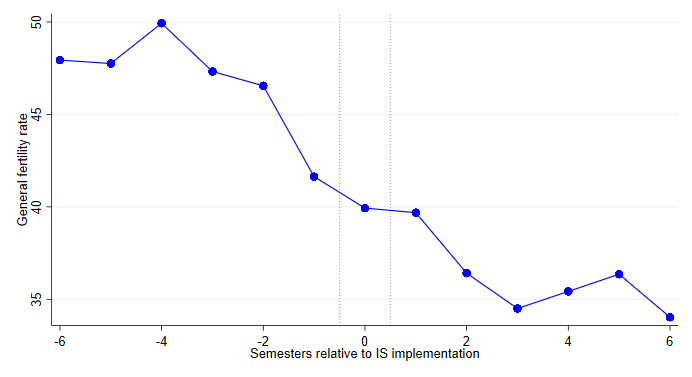 General fertility rate
50
45
40
35
-6 -4 -2 0 2 4 6
Semesters relative to IS implementation